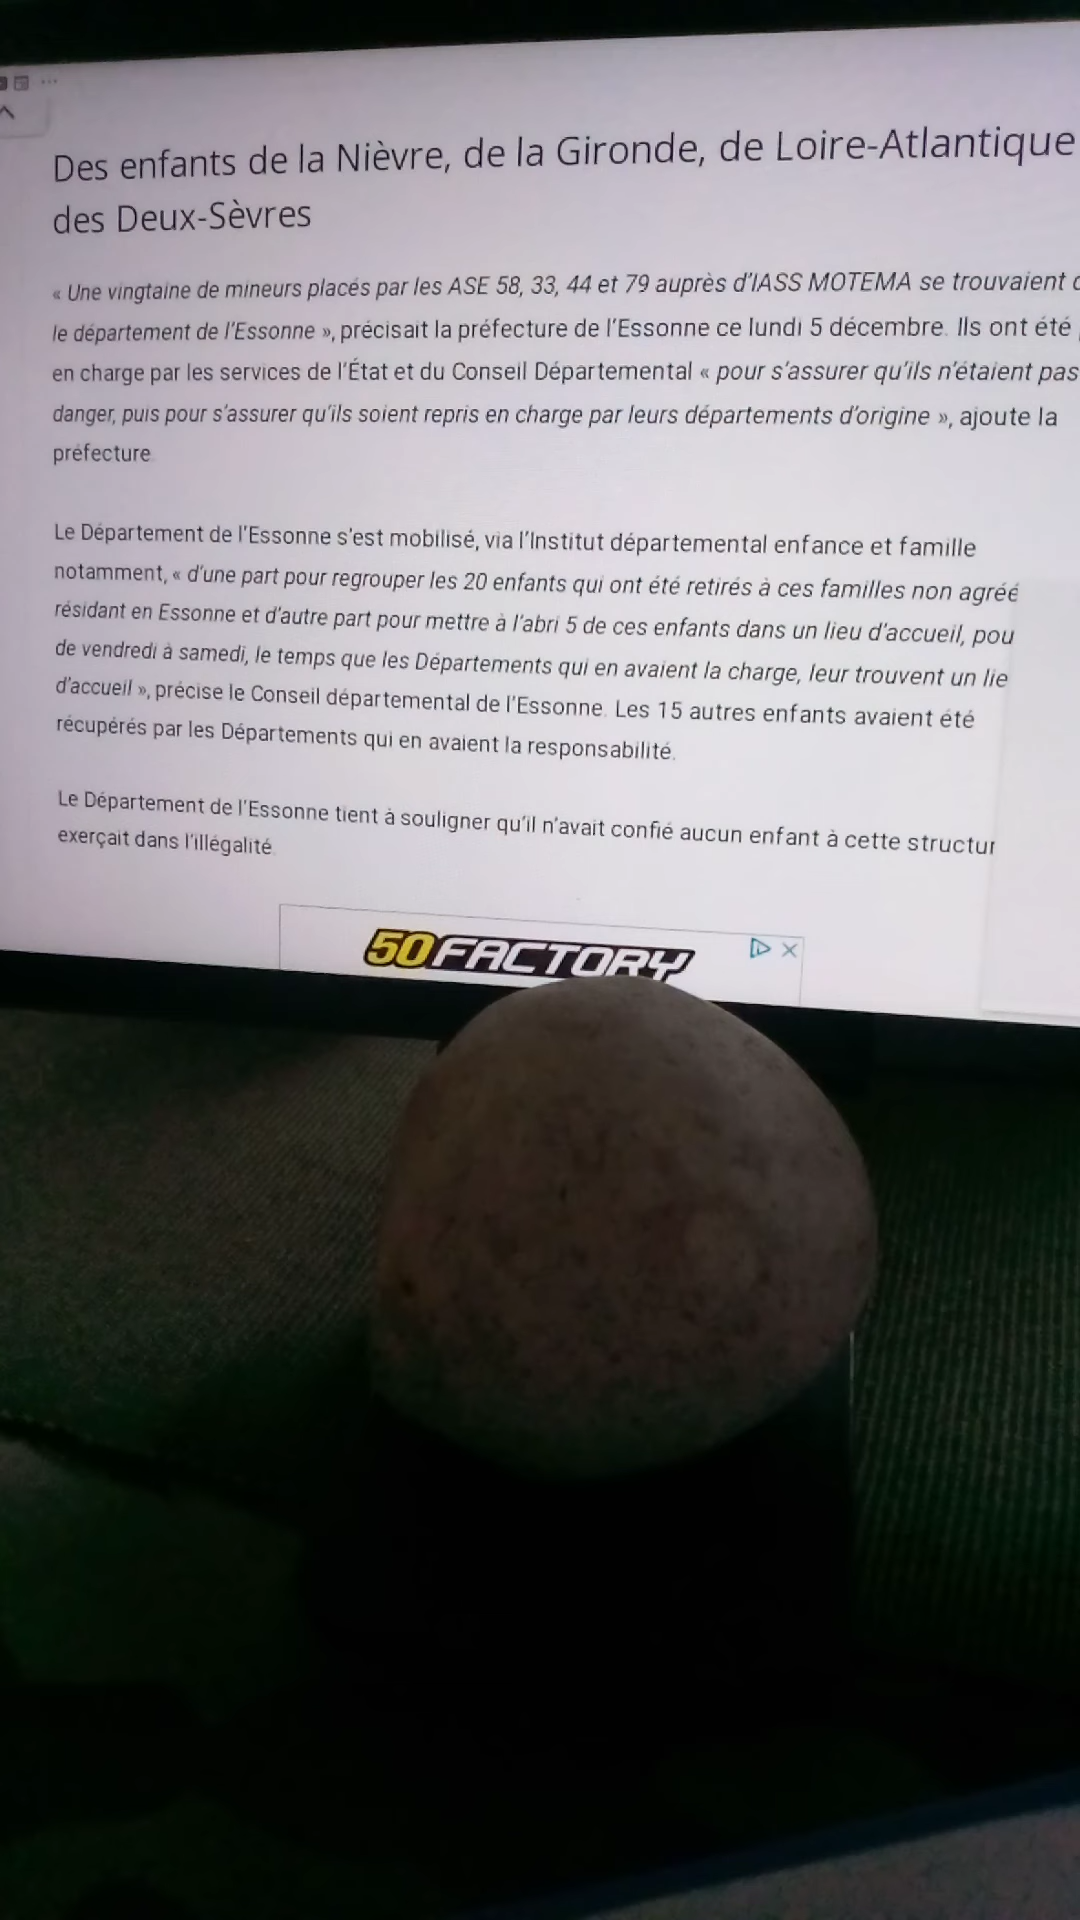 Des enfants de la Nièvre, de la Gironde, de Loire-Atlantique
des Deux-Sèvres
« Une vingtaine de mineurs placés par les ASE 58, 33, 44 et 79 auprès d'IASS MOTEMA se trouvaient
le département de l'Essonne », précisait la préfecture de l'Essonne ce lundi 5 décembre. Ils ont été
en charge par les services de l'État et du Conseil Départemental « pour s'assurer qu'ils n'étaient pas
danger, puis pour s'assurer qu'ils soient repris en charge par leurs départements d'origine », ajoute la
préfecture.
Le Département de l'Essonne s'est mobilisé, via l'Institut départemental enfance et famille
notamment, « d'une part pour regrouper les 20 enfants qui ont été retirés à ces familles non agréé
résidant en Essonne et d'autre part pour mettre à l'abri 5 de ces enfants dans un lieu d'accueil, pou
de vendredi à samedi, le temps que les Départements qui en avaient la charge, leur trouvent un lie
d'accueil », précise le Conseil départemental de l'Essonne. Les 15 autres enfants avaient été
récupérés par les Départements qui en avaient la responsabilité.
Le Département de l'Essonne tient à souligner qu'il n'avait confié aucun enfant à cette structur
exerçait dans l'illégalité.
50FACTORY